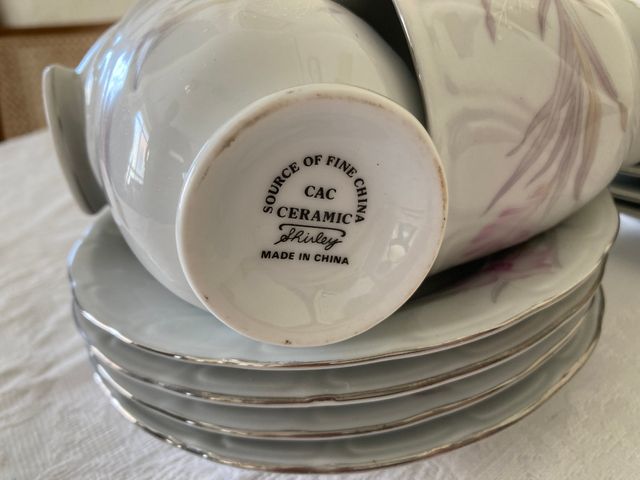 SOURCE OF FINE CHINA
CAC
CERAMIC
Shirley
MADE IN CHINA